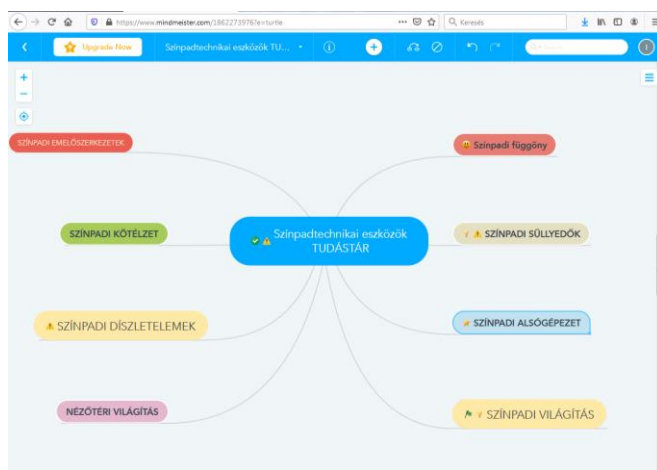 https://www.mindmeister.com/1862273976?e=turtle
Keresés
Upgrade Now
Színpadtechnikai eszközök TU...
SZÍNPADI EMELŐSZERKEZETEK
Színpadi függöny
SZÍNPADI KÖTÉLZET
Színpadtechnikai eszközök
TUDÁSTÁR
SZÍNPADI SÜLLYEDŐK
SZÍNPADI DÍSZLETELEMEK
SZÍNPADI ALSÓGÉPEZET
NÉZŐTÉRI VILÁGÍTÁS
SZÍNPADI VILÁGÍTÁS